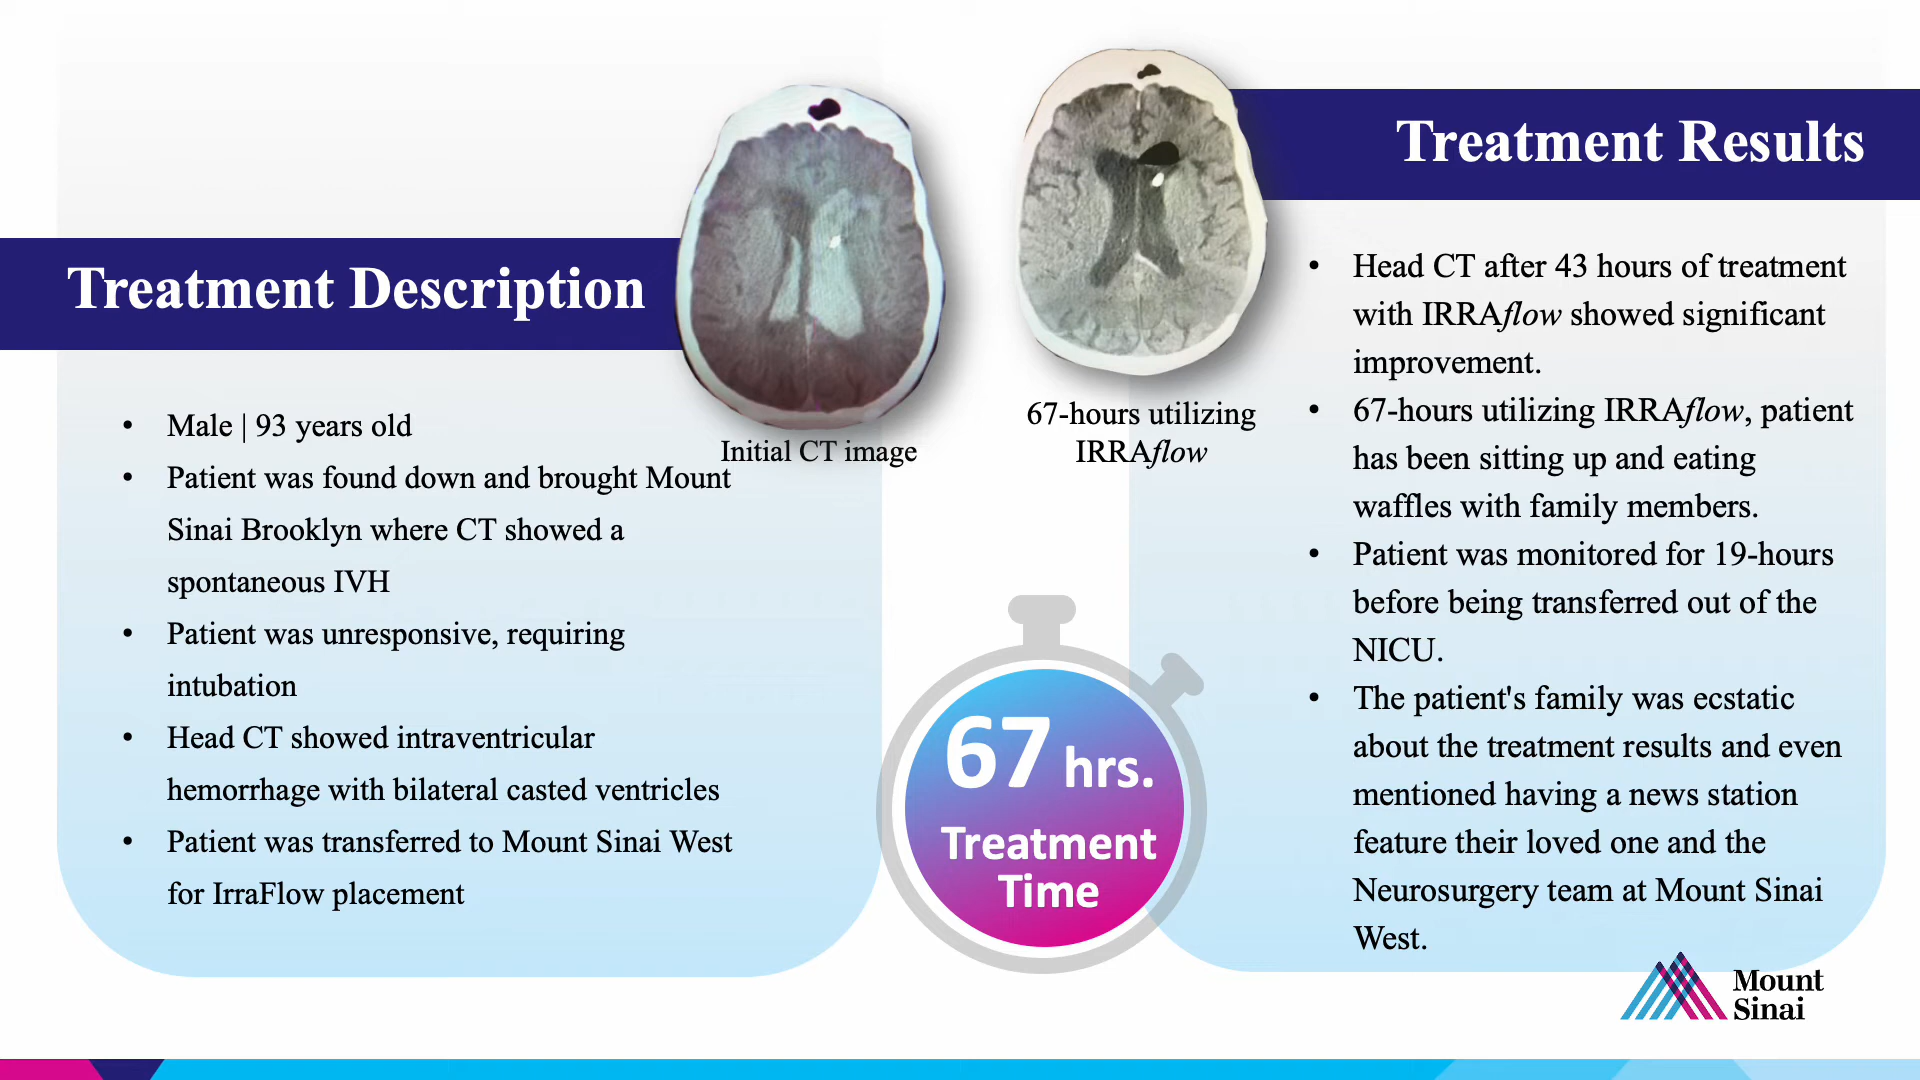 Treatment Description
• Male | 93 years old
• Patient was found down and brought Mount
Sinai Brooklyn where CT showed a
spontaneous IVH
• Patient was unresponsive, requiring
intubation
• Head CT showed intraventricular
hemorrhage with bilateral casted ventricles
• Patient was transferred to Mount Sinai West
for IrraFlow placement
Initial CT image
67-hours utilizing
IRRAflow
67 hrs.
Treatment
Time
Treatment Results
• Head CT after 43 hours of treatment
with IRRAflow showed significant
improvement.
• 67-hours utilizing IRRAflow, patient
has been sitting up and eating
waffles with family members.
• Patient was monitored for 19-hours
before being transferred out of the
NICU.
• The patient's family was ecstatic
about the treatment results and even
mentioned having a news station
feature their loved one and the
Neurosurgery team at Mount Sinai
West.
Mount
Sinai